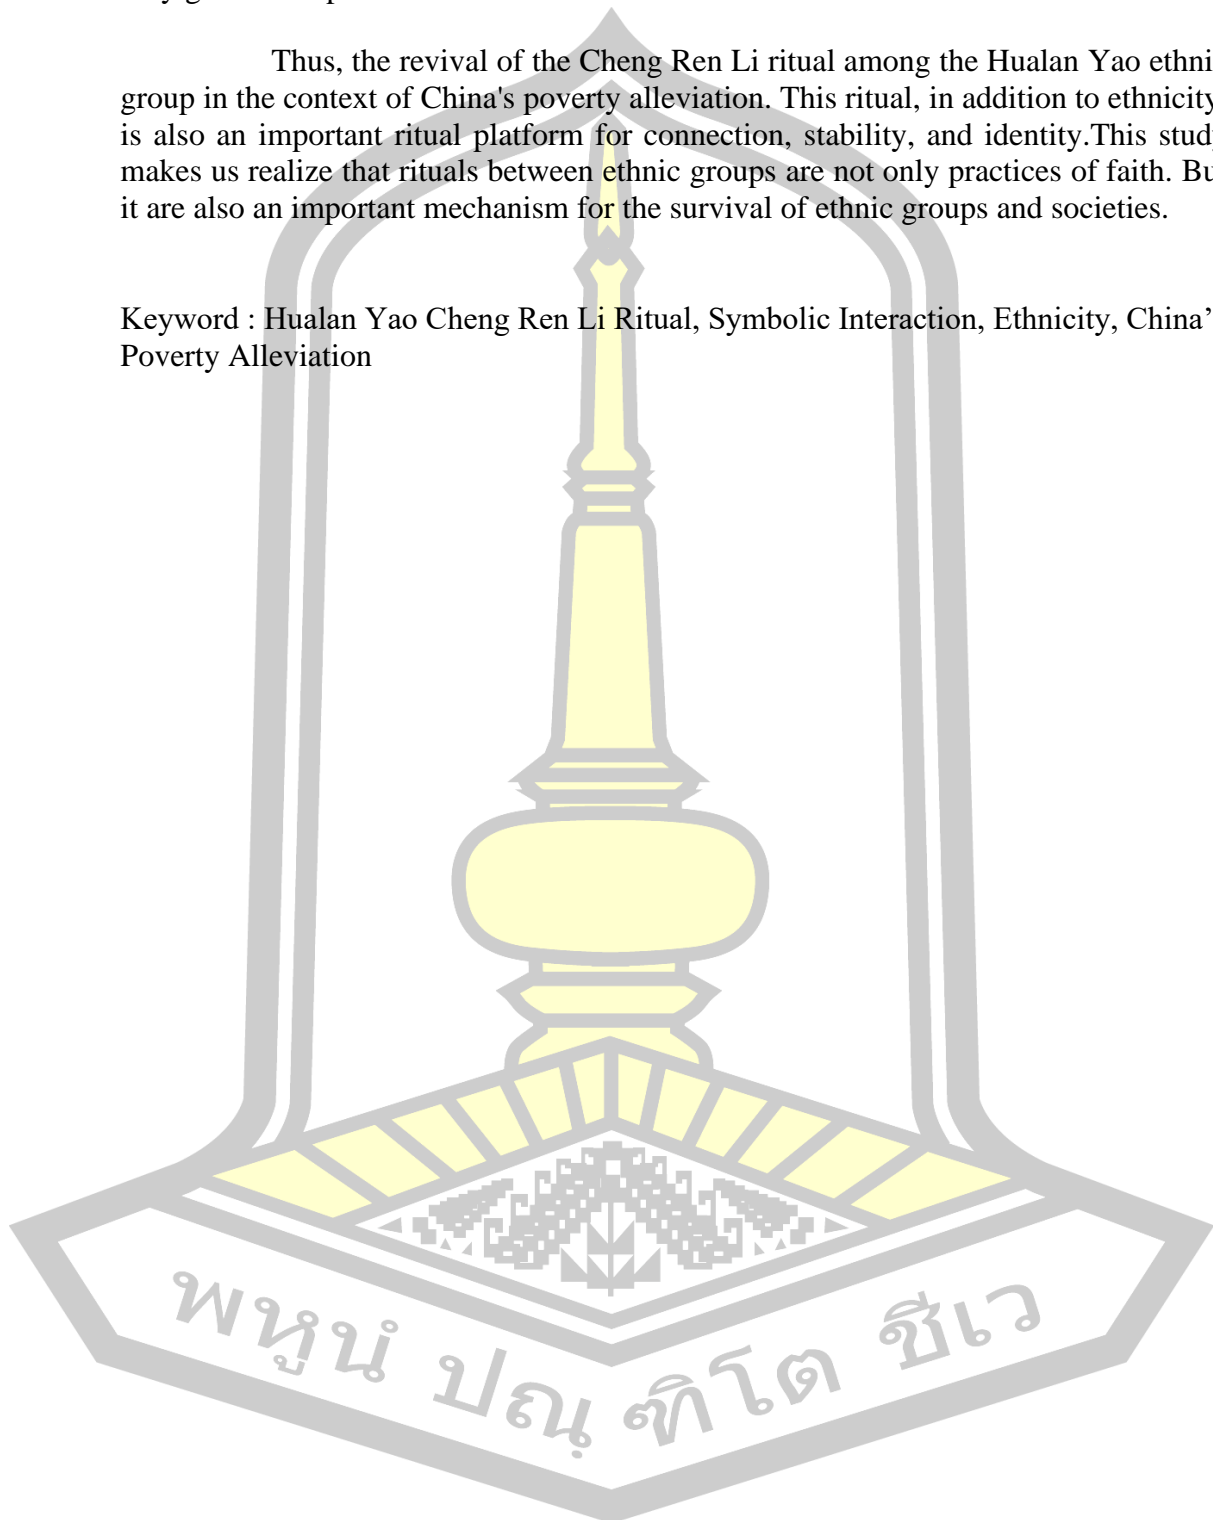 Thus, the revival of the Cheng Ren Li ritual among the Hualan Yao ethni
group in the context of China's poverty alleviation. This ritual, in addition to ethnicity
is also an important ritual platform for connection, stability, and identity.This stud
makes us realize that rituals between ethnic groups are not only practices of faith. Bu
it are also an important mechanism for the survival of ethnic groups and societies.
Keyword : Hualan Yao Cheng Ren Li Ritual, Symbolic Interaction, Ethnicity, China’
Poverty Alleviation
พหูนํ ปณฺฑิโต ชีเว